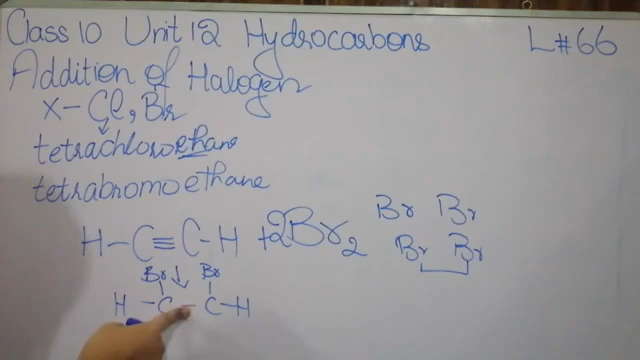 Class 10 Unit 12 Hydrocarbons L#66
Addition of Halogen
X- Cl, Br
tetrachloroethane
tetrabromoethane
Br Br
H-C≡C-H +2Br2 Br Br
Br Br
H-C-C-H